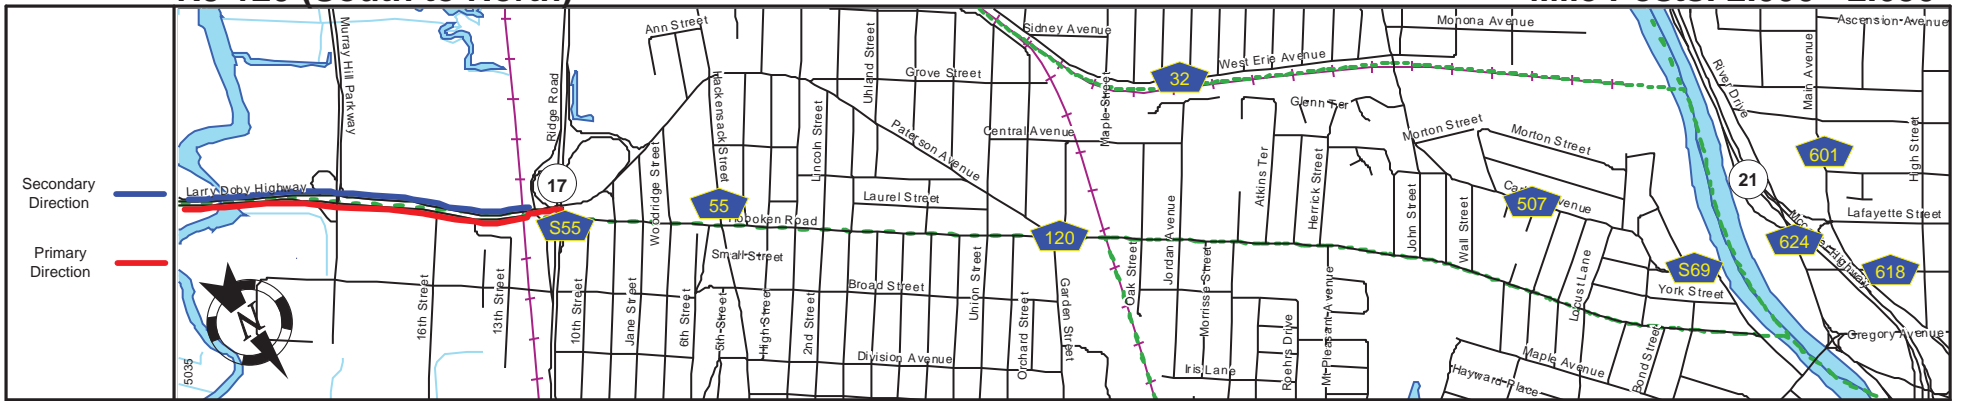 Secondary
Direction
Primary
Direction
Larry Doby Highway
Murray Hill Parkway
Ridge Road
17
S55
55
120
32
507
S69
21
601
624
618
Ann Street
Hackensack Street
Woodridge Street
Lincoln Street
Uhland Street
Grove Street
Paterson Avenue
Laurel Street
Hoboken Road
Small Street
Broad Street
Division Avenue
16th Street
13th Street
10th Street
Jane Street
6th Street
5th Street
High Street
2nd Street
Union Street
Orchard Street
Garden Street
Sidney Avenue
Central Avenue
Maple Street
West Erie Avenue
Monona Avenue
Glenn Ter
Atkins Ter
Herrick Street
Morton Street
Morton Street
John Street
Wall Street
Oak Street
Jordan Avenue
Morrisse Street
Roehrs Drive
Mt Pleasant Avenue
Iris Lane
Locust Lane
York Street
Bond Street
Maple Avenue
Hayward Place
River Drive
Main Avenue
Ascension Avenue
High Street
Lafayette Street
Gregory Avenue
N
5035